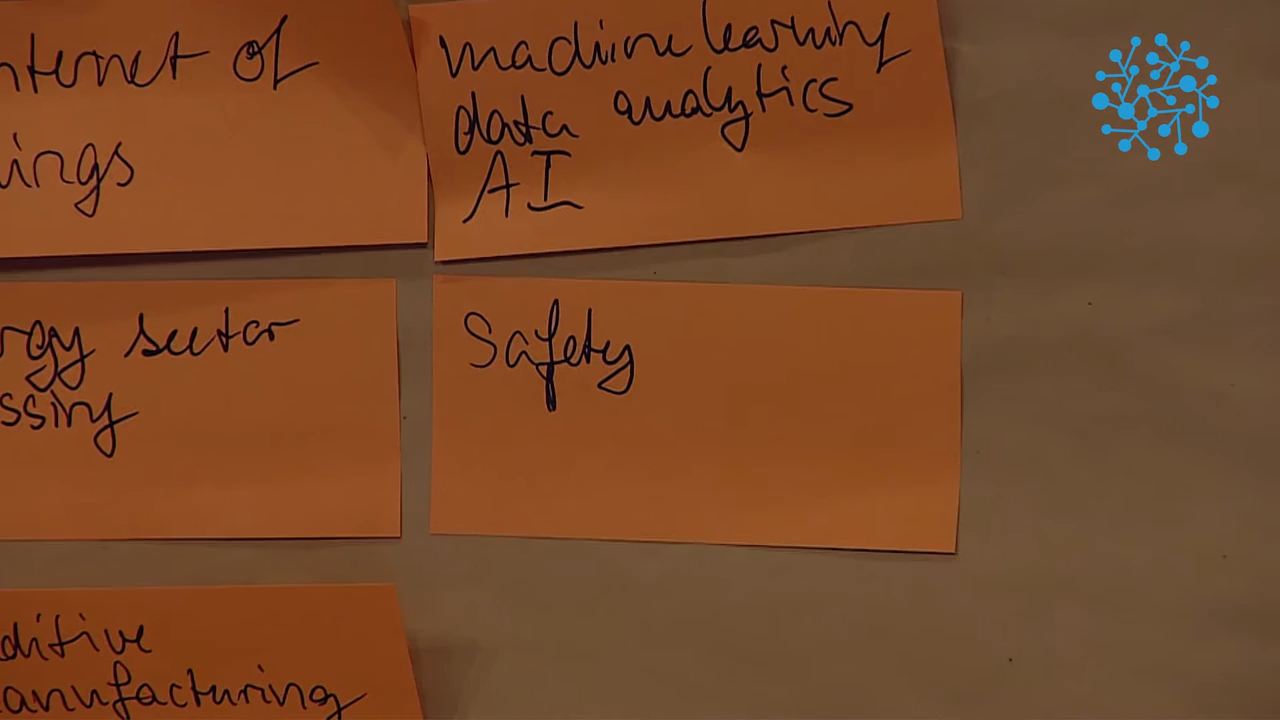 nternet of
ings
machine learning
data analytics
AI
rgy sector
ssing
Safety
ditive
anufacturing